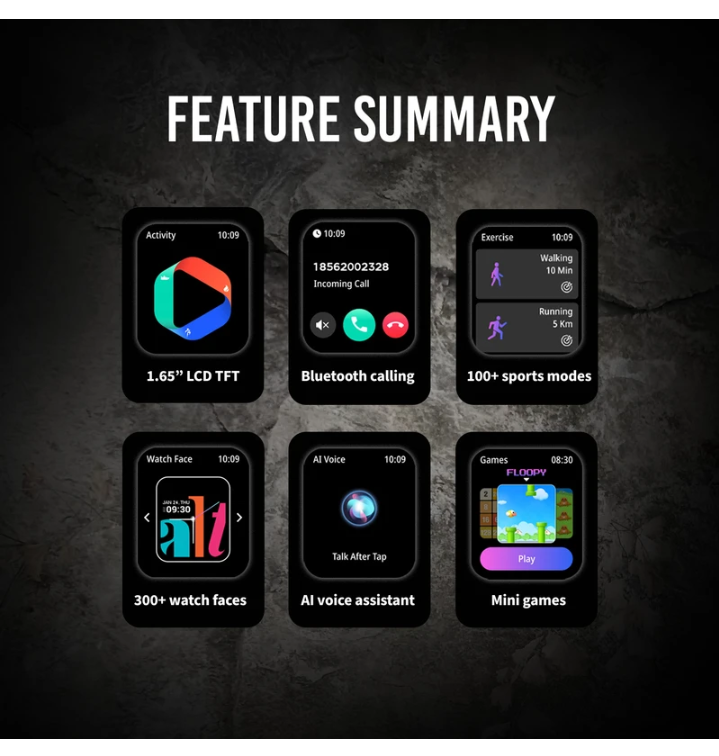 FEATURE SUMMARY
Activity 10:09
1.65” LCD TFT
10:09
18562002328
Incoming Call
Bluetooth calling
Exercise 10:09
Walking
10 Min
Running
5 Km
100+ sports modes
Watch Face 10:09
JAN 26, THU
09:30
alt
300+ watch faces
AI Voice 10:09
Talk After Tap
AI voice assistant
Games 08:30
FLOOPY
2
Play
Mini games